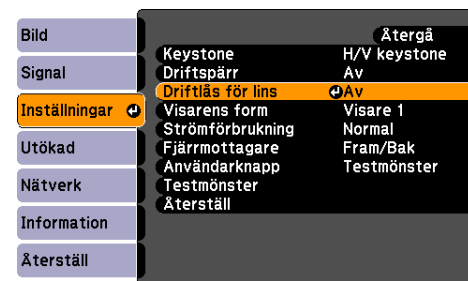 Bild
Signal
Inställningar
Utökad
Nätverk
Information
Återställ
Återgå
Keystone H/V keystone
Driftspärr Av
Driftlås för lins Av
Visarens form Visare 1
Strömförbrukning Normal
Fjärrmottagare Fram/Bak
Användarknapp Testmönster
Testmönster
Återställ